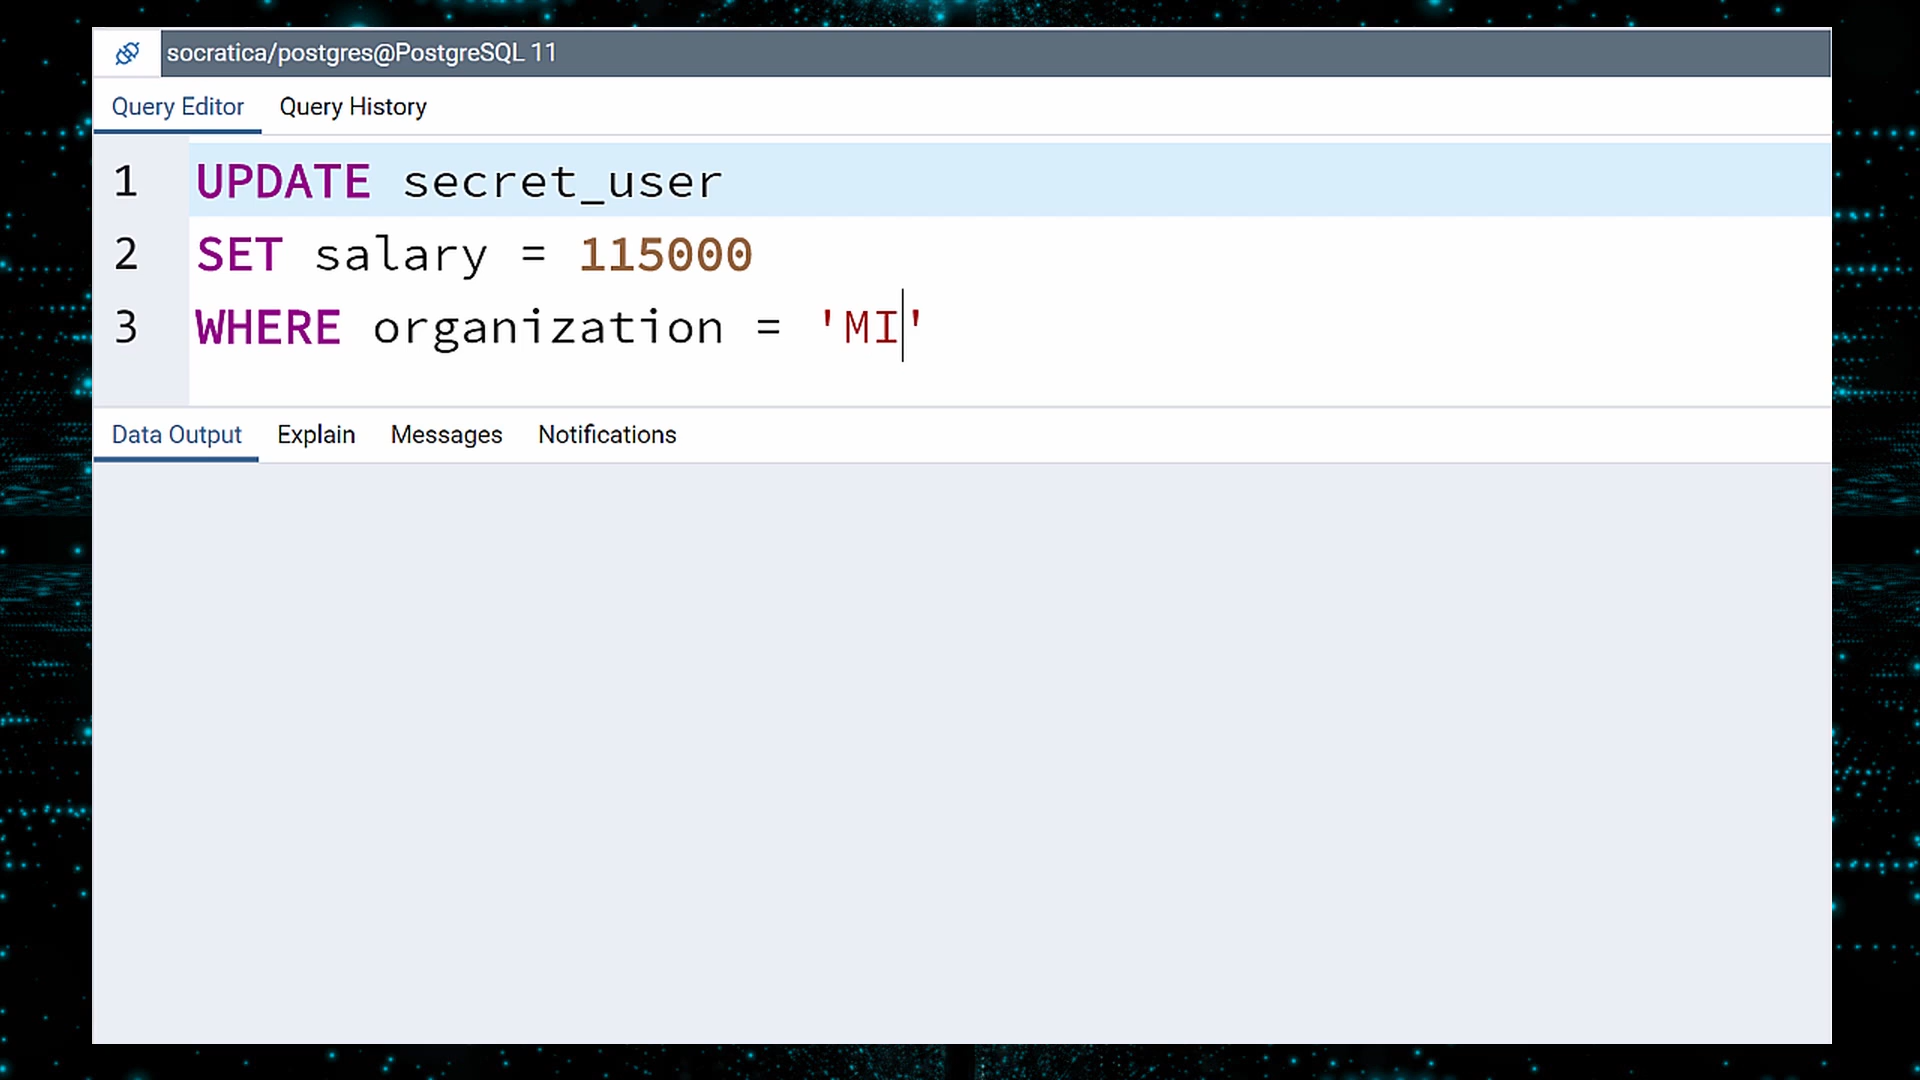 socratica/postgres@PostgreSQL 11
Query Editor Query History
1 UPDATE secret_user
2 SET salary = 115000
3 WHERE organization = 'MI'
Data Output Explain Messages Notifications